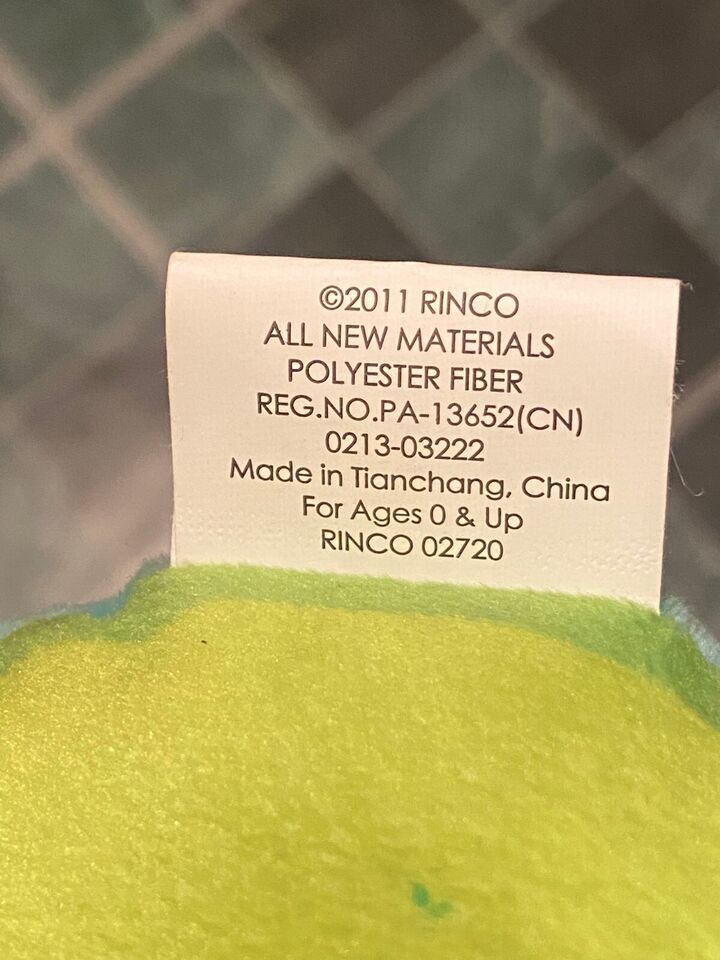 ©2011 RINCO
ALL NEW MATERIALS
POLYESTER FIBER
REG.NO.PA-13652(CN)
0213-03222
Made in Tianchang, China
For Ages 0 & Up
RINCO 02720